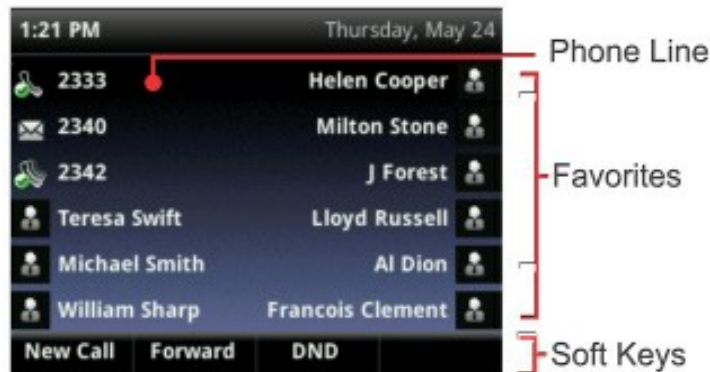 1:21 PM Thursday, May 24
Phone Line
2333 Helen Cooper
2340 Milton Stone
2342 J Forest
Favorites
Teresa Swift Lloyd Russell
Michael Smith Al Dion
William Sharp Francois Clement
New Call Forward DND
Soft Keys